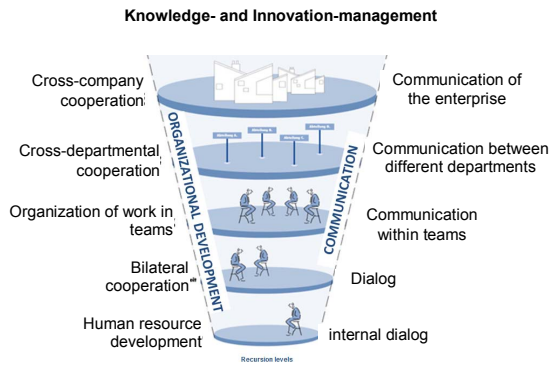 Knowledge- and Innovation-management
Cross-company
cooperation
Communication of
the enterprise
ORGANIZATIONAL DEVELOPMENT
COMMUNICATION
Cross-departmental
cooperation
Communication between
different departments
Organization of work in
teams
Communication
within teams
Bilateral
cooperation
Dialog
Human resource
development
internal dialog
Recursion levels